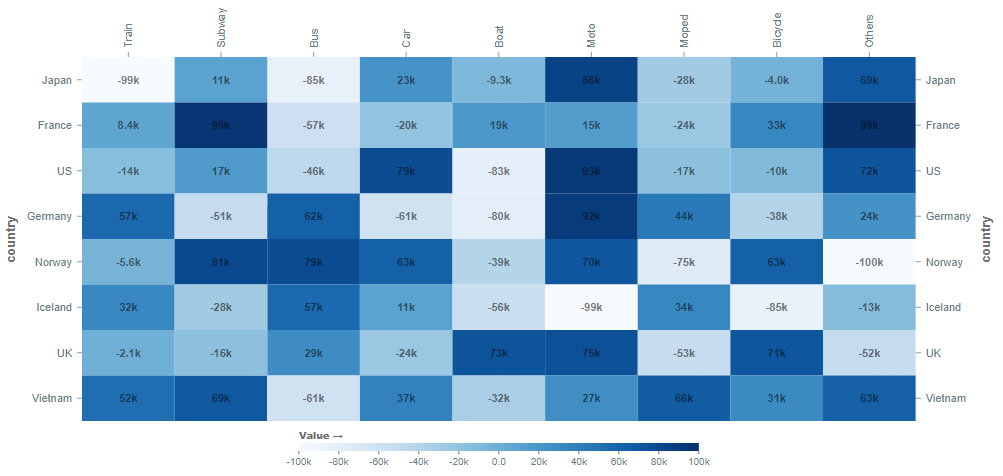 Train Subway Bus Car Boat Moto Moped Bicycle Others
Japan -99k 11k -85k 23k -9.3k 86k -28k -4.0k 69k Japan
France 8.4k 96k -57k -20k 19k 15k -24k 33k 99k France
US -14k 17k -46k 79k -83k 93k -17k -10k 72k US
Germany 57k -51k 62k -61k -80k 92k 44k -38k 24k Germany
country country
Norway -5.6k 81k 79k 63k -39k 70k -75k 63k -100k Norway
Iceland 32k -28k 57k 11k -56k -99k 34k -85k -13k Iceland
UK -2.1k -16k 29k -24k 73k 75k -53k 71k -52k UK
Vietnam 52k 69k -61k 37k -32k 27k 66k 31k 63k Vietnam
Value →
-100k -80k -60k -40k -20k 0.0 20k 40k 60k 80k 100k